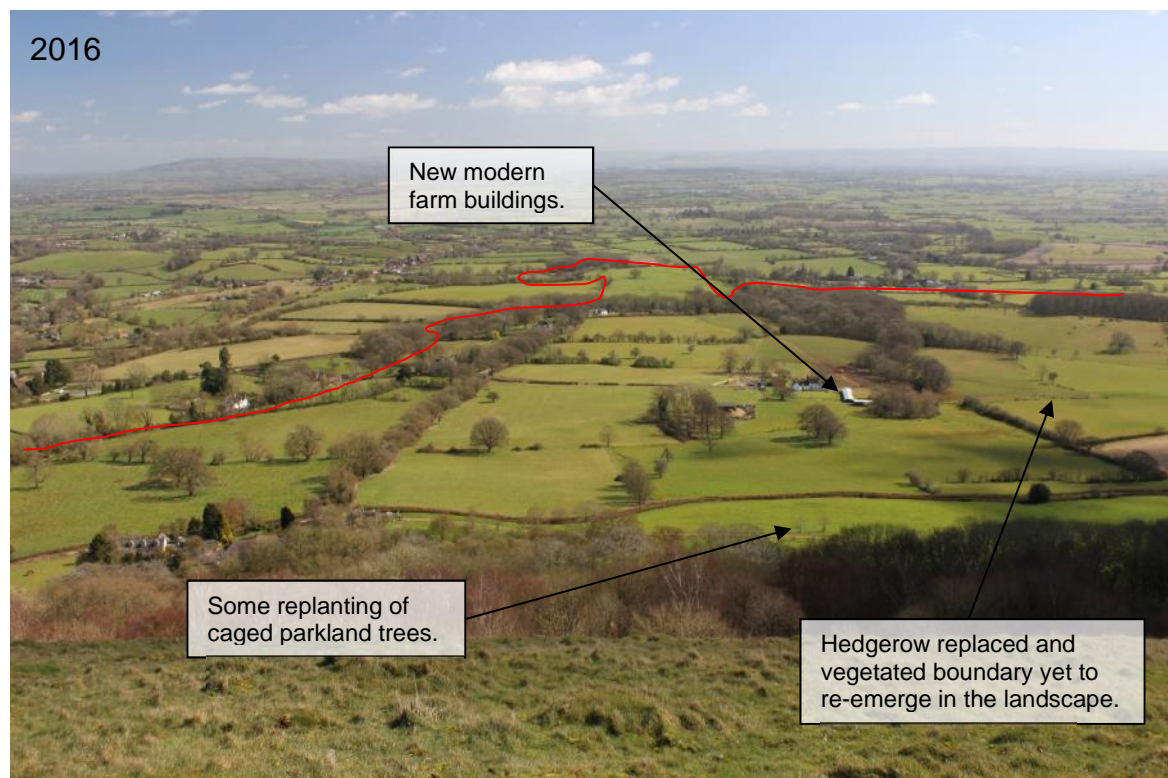 2016
New modern
farm buildings.
Some replanting of
caged parkland trees.
Hedgerow replaced and
vegetated boundary yet to
re-emerge in the landscape.